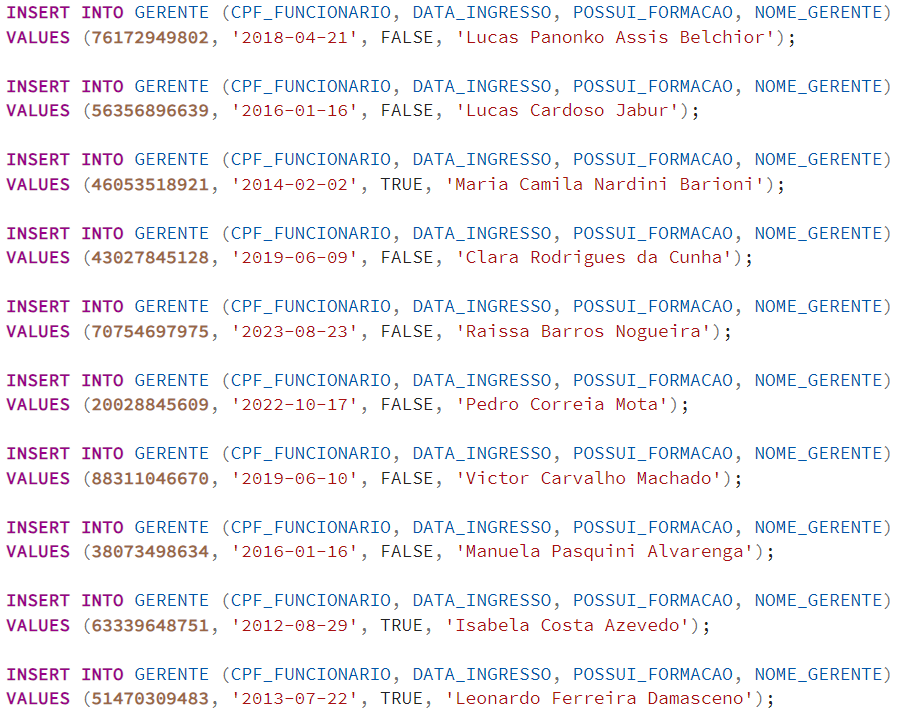 INSERT INTO GERENTE (CPF_FUNCIONARIO, DATA_INGRESSO, POSSUI_FORMACAO, NOME_GERENTE)
VALUES (76172949802, '2018-04-21', FALSE, 'Lucas Panonko Assis Belchior');
INSERT INTO GERENTE (CPF_FUNCIONARIO, DATA_INGRESSO, POSSUI_FORMACAO, NOME_GERENTE)
VALUES (56356896639, '2016-01-16', FALSE, 'Lucas Cardoso Jabur');
INSERT INTO GERENTE (CPF_FUNCIONARIO, DATA_INGRESSO, POSSUI_FORMACAO, NOME_GERENTE)
VALUES (46053518921, '2014-02-02', TRUE, 'Maria Camila Nardini Barioni');
INSERT INTO GERENTE (CPF_FUNCIONARIO, DATA_INGRESSO, POSSUI_FORMACAO, NOME_GERENTE)
VALUES (43027845128, '2019-06-09', FALSE, 'Clara Rodrigues da Cunha');
INSERT INTO GERENTE (CPF_FUNCIONARIO, DATA_INGRESSO, POSSUI_FORMACAO, NOME_GERENTE)
VALUES (70754697975, '2023-08-23', FALSE, 'Raissa Barros Nogueira');
INSERT INTO GERENTE (CPF_FUNCIONARIO, DATA_INGRESSO, POSSUI_FORMACAO, NOME_GERENTE)
VALUES (20028845609, '2022-10-17', FALSE, 'Pedro Correia Mota');
INSERT INTO GERENTE (CPF_FUNCIONARIO, DATA_INGRESSO, POSSUI_FORMACAO, NOME_GERENTE)
VALUES (88311046670, '2019-06-10', FALSE, 'Victor Carvalho Machado');
INSERT INTO GERENTE (CPF_FUNCIONARIO, DATA_INGRESSO, POSSUI_FORMACAO, NOME_GERENTE)
VALUES (38073498634, '2016-01-16', FALSE, 'Manuela Pasquini Alvarenga');
INSERT INTO GERENTE (CPF_FUNCIONARIO, DATA_INGRESSO, POSSUI_FORMACAO, NOME_GERENTE)
VALUES (63339648751, '2012-08-29', TRUE, 'Isabela Costa Azevedo');
INSERT INTO GERENTE (CPF_FUNCIONARIO, DATA_INGRESSO, POSSUI_FORMACAO, NOME_GERENTE)
VALUES (51470309483, '2013-07-22', TRUE, 'Leonardo Ferreira Damasceno');